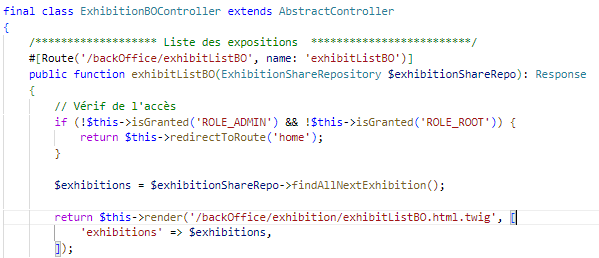 final class ExhibitionBOController extends AbstractController
{
/******************* Liste des expositions *************************/
#[Route('/backOffice/exhibitListBO', name: 'exhibitListBO')]
public function exhibitListBO(ExhibitionShareRepository $exhibitionShareRepo): Response
{
// Vérif de l'accès
if (!$this->isGranted('ROLE_ADMIN') && !$this->isGranted('ROLE_ROOT')) {
return $this->redirectToRoute('home');
}
$exhibitions = $exhibitionShareRepo->findAllNextExhibition();
return $this->render('/backOffice/exhibition/exhibitListBO.html.twig', [
'exhibitions' => $exhibitions,
]);